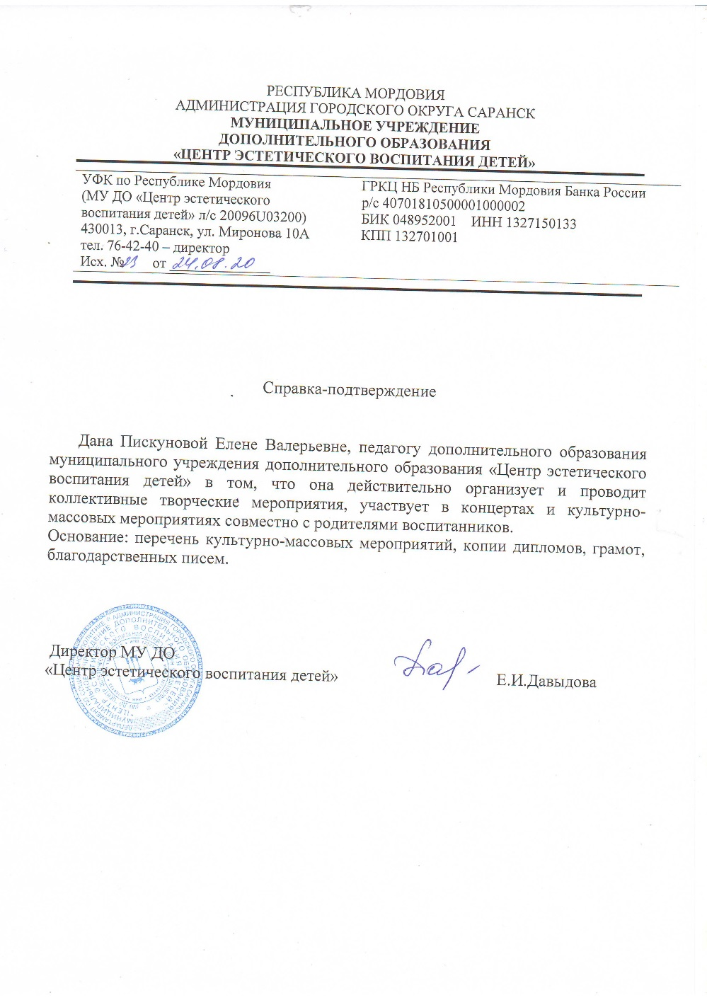 РЕСПУБЛИКА МОРДОВИЯ
АДМИНИСТРАЦИЯ ГОРОДСКОГО ОКРУГА САРАНСК
МУНИЦИПАЛЬНОЕ УЧРЕЖДЕНИЕ
ДОПОЛНИТЕЛЬНОГО ОБРАЗОВАНИЯ
«ЦЕНТР ЭСТЕТИЧЕСКОГО ВОСПИТАНИЯ ДЕТЕЙ»
УФК по Республике Мордовия
(МУ ДО «Центр эстетического
воспитания детей» л/с 20096U03200)
430013, г.Саранск, ул. Миронова 10А
тел. 76-42-40 – директор
Исх. №23 от 24.08.20
ГРКЦ НБ Республики Мордовия Банка России
р/с 40701810500001000002
БИК 048952001 ИНН 1327150133
КПП 132701001
Справка-подтверждение
Дана Пискуновой Елене Валерьевне, педагогу дополнительного образования
муниципального учреждения дополнительного образования «Центр эстетического
воспитания детей» в том, что она действительно организует и проводит
коллективные творческие мероприятия, участвует в концертах и культурно-
массовых мероприятиях совместно с родителями воспитанников.
Основание: перечень культурно-массовых мероприятий, копии дипломов, грамот,
благодарственных писем.
Директор МУ ДО
«Центр эстетического воспитания детей»
Е.И.Давыдова